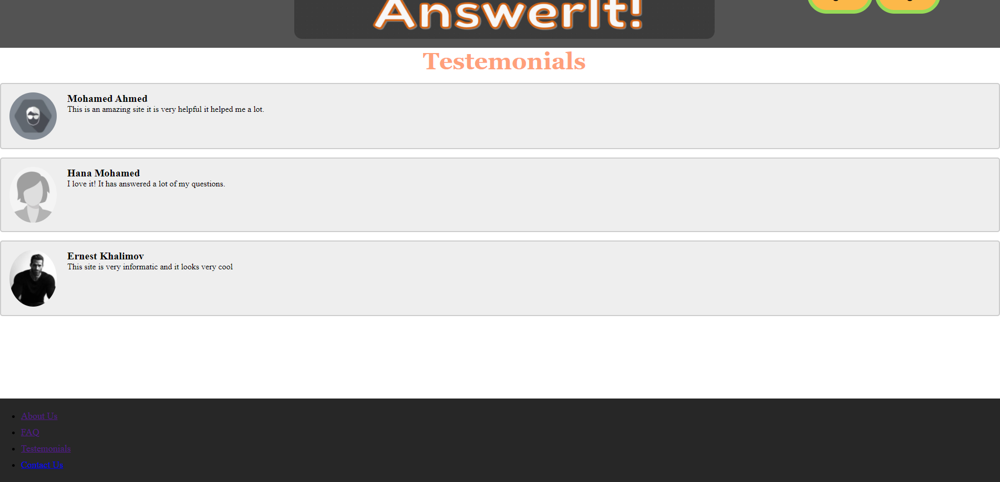 AnswerIt!
Testemonials
Mohamed Ahmed
This is an amazing site it is very helpful it helped me a lot.
Hana Mohamed
I love it! It has answered a lot of my questions.
Ernest Khalimov
This site is very informatic and it looks very cool
About Us
FAQ
Testemonials
Contact Us